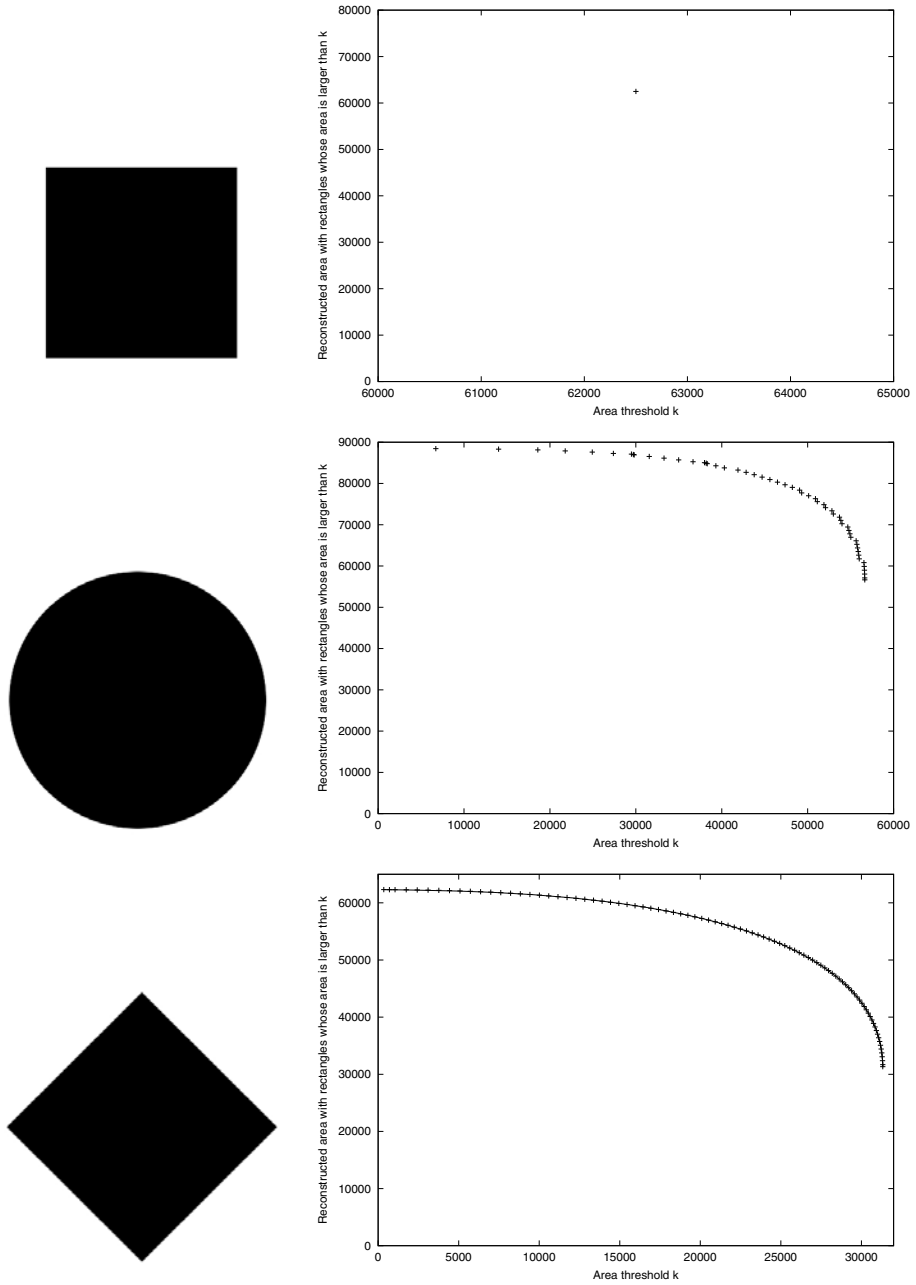 80000
70000
60000
50000
40000
30000
20000
10000
0
Reconstructed area with rectangles whose area is larger than k
60000 61000 62000 63000 64000 65000
Area threshold k
90000
80000
70000
60000
50000
40000
30000
20000
10000
0
Reconstructed area with rectangles whose area is larger than k
0 10000 20000 30000 40000 50000 60000
Area threshold k
60000
50000
40000
30000
20000
10000
0
Reconstructed area with rectangles whose area is larger than k
0 5000 10000 15000 20000 25000 30000
Area threshold k